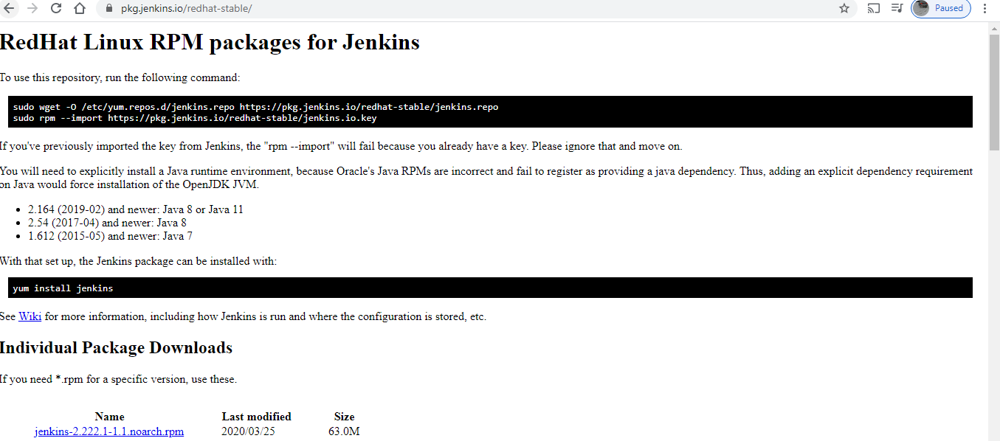 pkg.jenkins.io/redhat-stable/
Paused
RedHat Linux RPM packages for Jenkins
To use this repository, run the following command:
sudo wget -O /etc/yum.repos.d/jenkins.repo https://pkg.jenkins.io/redhat-stable/jenkins.repo
sudo rpm --import https://pkg.jenkins.io/redhat-stable/jenkins.io.key
If you've previously imported the key from Jenkins, the "rpm --import" will fail because you already have a key. Please ignore that and move on.
You will need to explicitly install a Java runtime environment, because Oracle's Java RPMs are incorrect and fail to register as providing a java dependency. Thus, adding an explicit dependency requirement
on Java would force installation of the OpenJDK JVM.
• 2.164 (2019-02) and newer: Java 8 or Java 11
• 2.54 (2017-04) and newer: Java 8
• 1.612 (2015-05) and newer: Java 7
With that set up, the Jenkins package can be installed with:
yum install jenkins
See Wiki for more information, including how Jenkins is run and where the configuration is stored, etc.
Individual Package Downloads
If you need *.rpm for a specific version, use these.
Name Last modified Size
jenkins-2.222.1-1.1.noarch.rpm 2020/03/25 63.0M